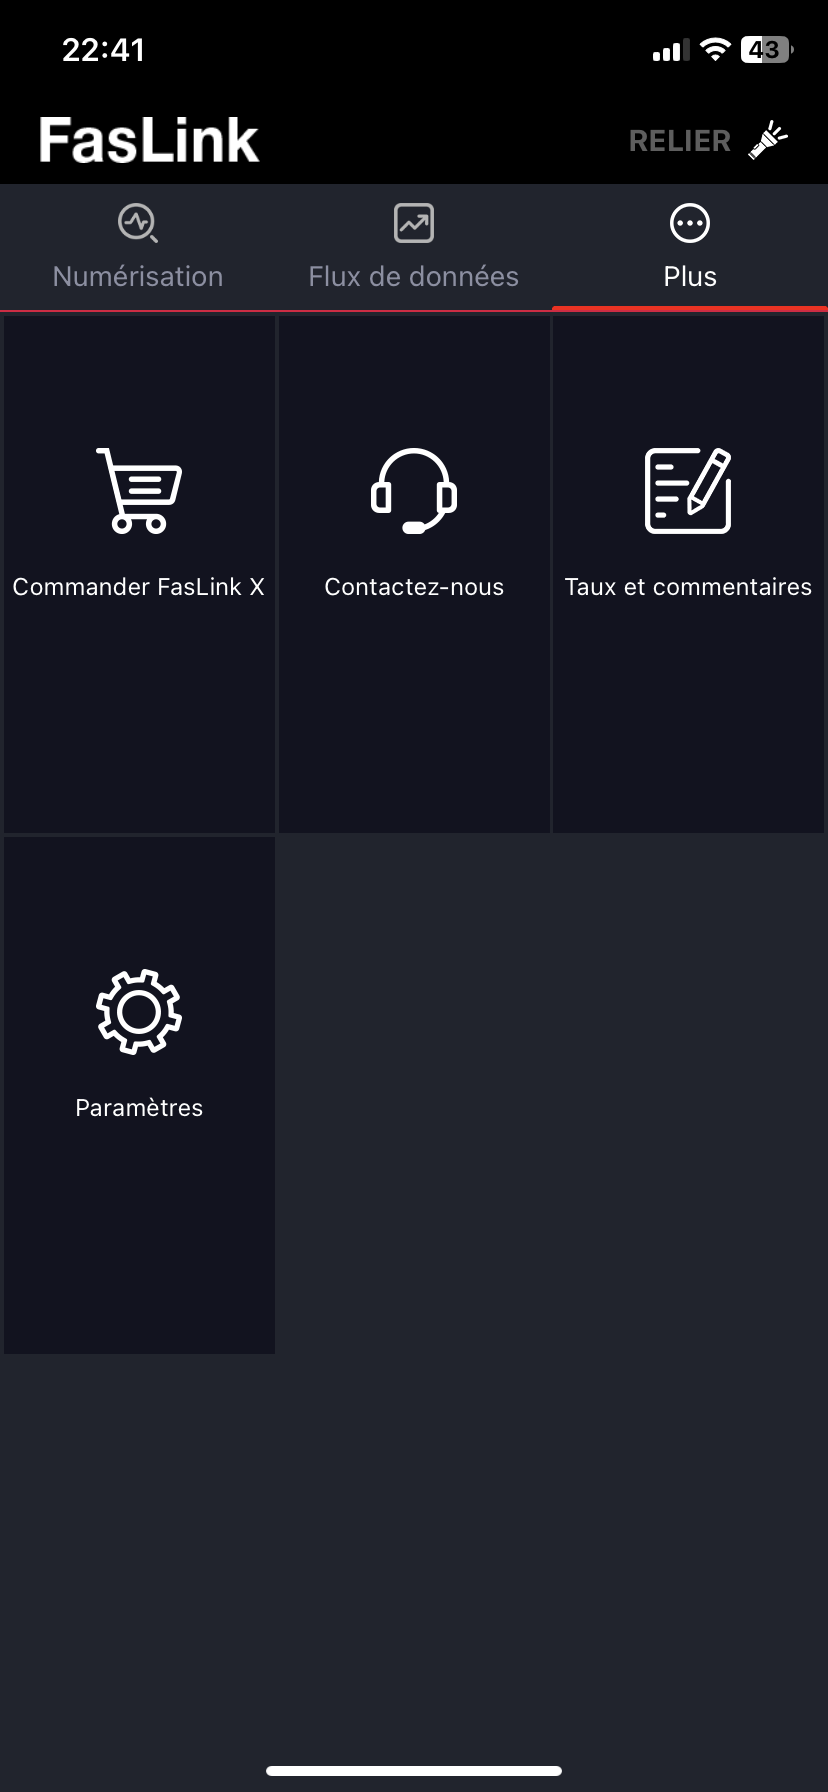 22:41
43
FasLink
RELIER
Numérisation
Flux de données
Plus
Commander FasLink X
Contactez-nous
Taux et commentaires
Paramètres